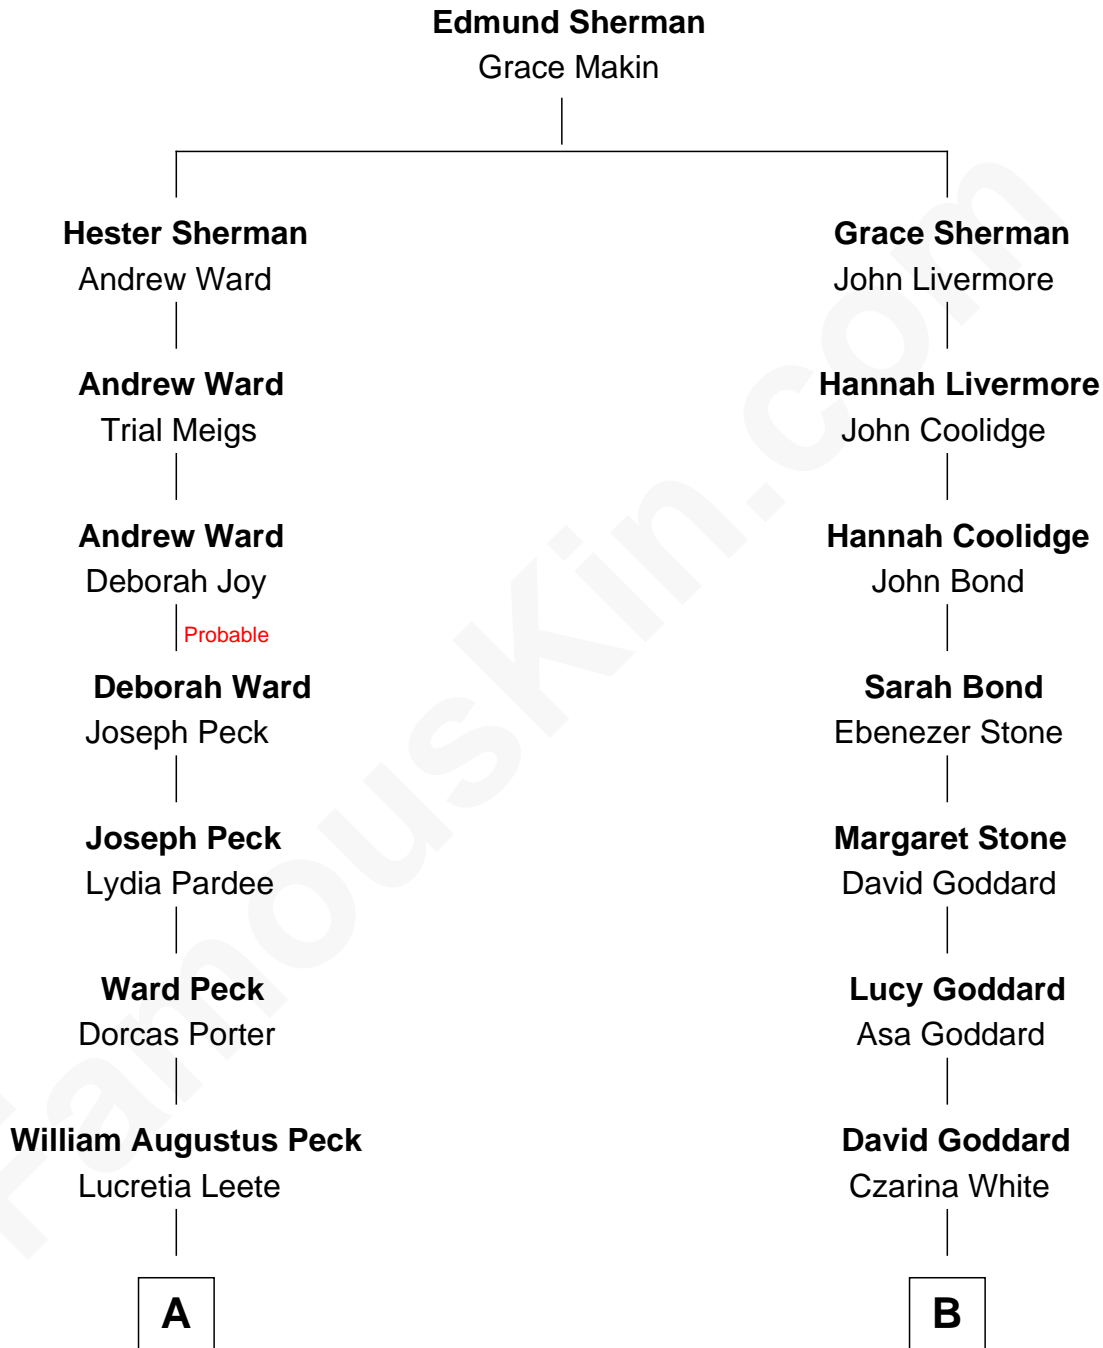 Edmund Sherman
Grace Makin
Hester Sherman
Andrew Ward
Grace Sherman
John Livermore
Andrew Ward
Trial Meigs
Hannah Livermore
John Coolidge
Andrew Ward
Deborah Joy
Hannah Coolidge
John Bond
Probable
Deborah Ward
Joseph Peck
Sarah Bond
Ebenezer Stone
Joseph Peck
Lydia Pardee
Margaret Stone
David Goddard
Ward Peck
Dorcas Porter
Lucy Goddard
Asa Goddard
William Augustus Peck
Lucretia Leete
David Goddard
Czarina White
A
B
FamousKin.com